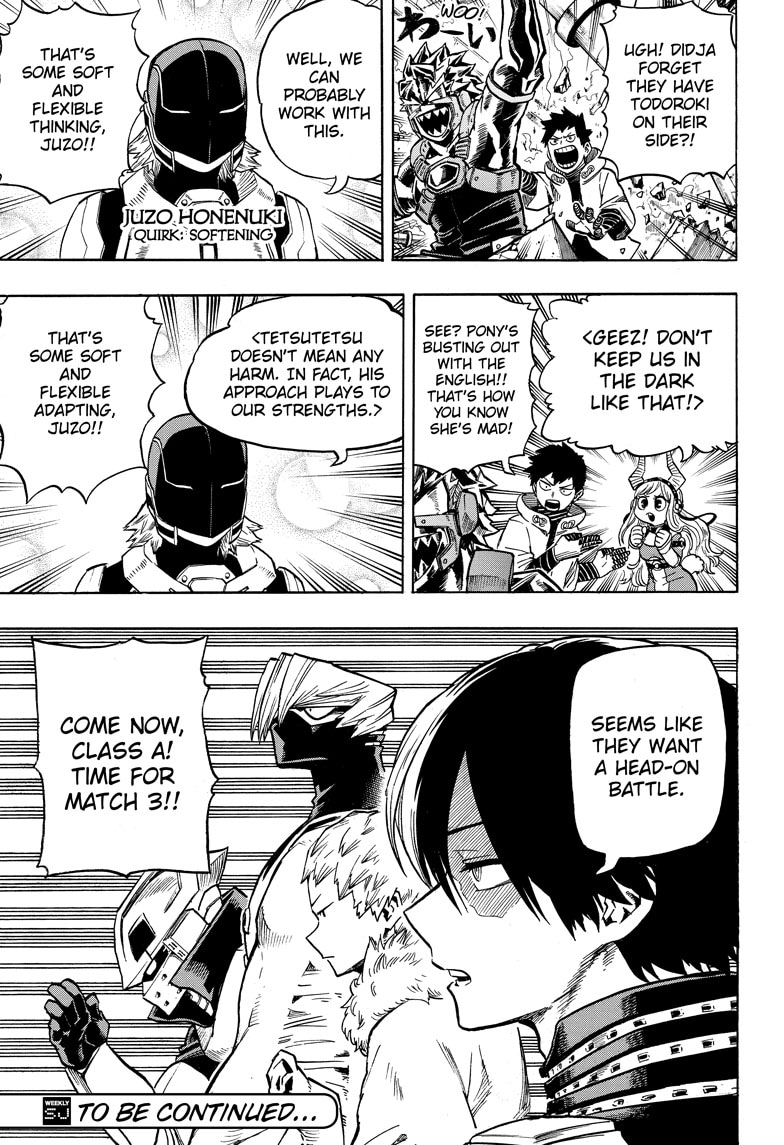 UGH! DIDJA
FORGET
THEY HAVE
TODOROKI
ON THEIR
SIDE?!
WOO!
わーい
WELL, WE
CAN
PROBABLY
WORK WITH
THIS.
THAT'S
SOME SOFT
AND
FLEXIBLE
THINKING,
JUZO!!
JUZO HONENUKI
QUIRK: SOFTENING
<GEEZ! DON'T
KEEP US IN
THE DARK
LIKE THAT!>
SEE? PONY'S
BUSTING OUT
WITH THE
ENGLISH!!
THAT'S HOW
YOU KNOW
SHE'S MAD!
<TETSUTETSU
DOESN'T MEAN ANY
HARM. IN FACT, HIS
APPROACH PLAYS TO
OUR STRENGTHS.>
THAT'S
SOME SOFT
AND
FLEXIBLE
ADAPTING,
JUZO!!
SEEMS LIKE
THEY WANT
A HEAD-ON
BATTLE.
COME NOW,
CLASS A!
TIME FOR
MATCH 3!!
WEEKLY
SJ
TO BE CONTINUED...